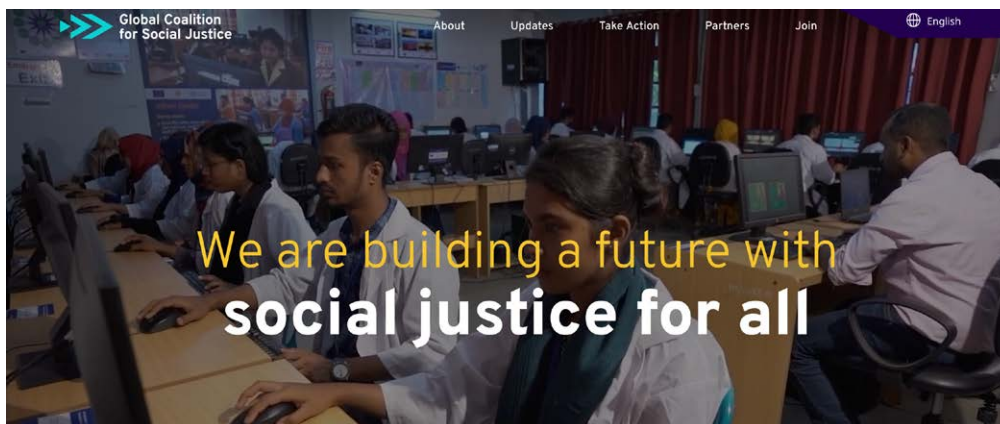 Global Coalition
for Social Justice
About Updates Take Action Partners Join
English
We are building a future with
social justice for all